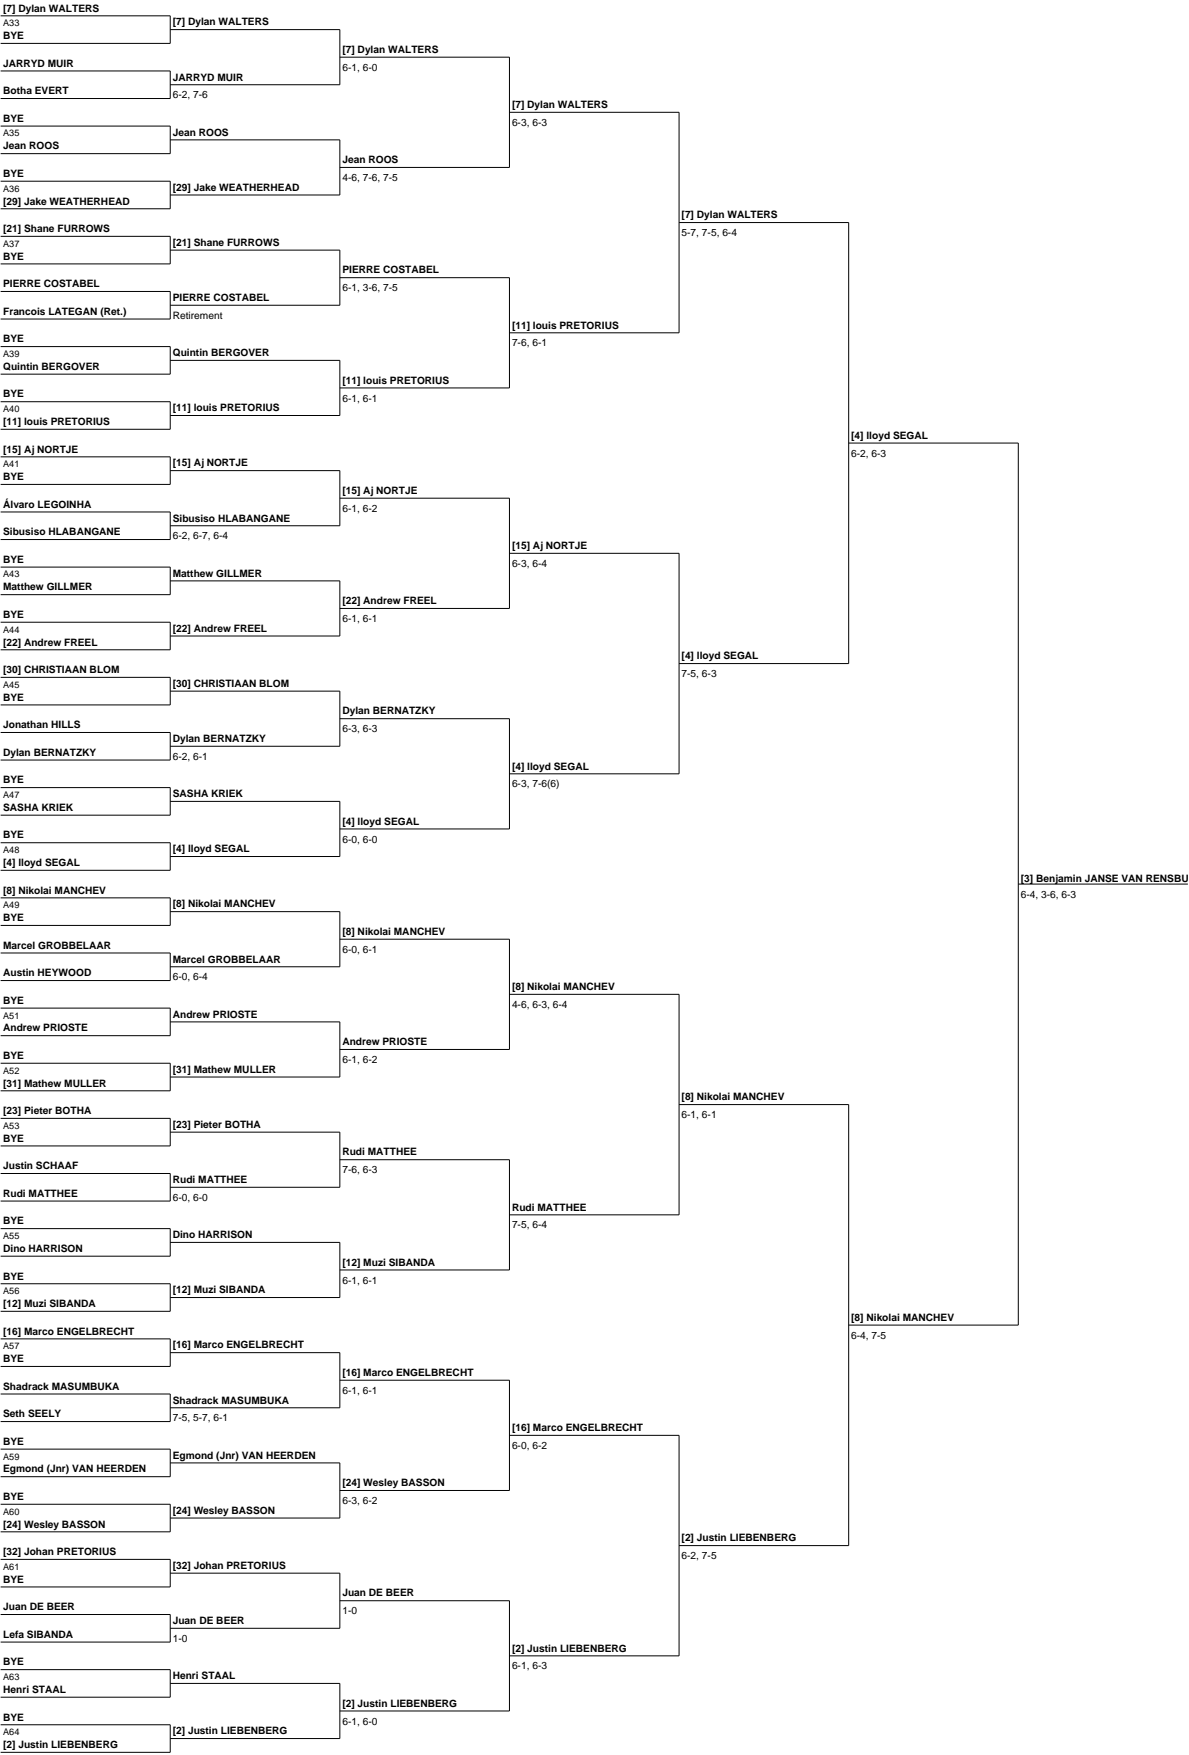 [7] Dylan WALTERS
A33
BYE
[7] Dylan WALTERS
[7] Dylan WALTERS
6-1, 6-0
JARRYD MUIR
Botha EVERT
JARRYD MUIR
6-2, 7-6
[7] Dylan WALTERS
6-3, 6-3
BYE
A35
Jean ROOS
Jean ROOS
Jean ROOS
4-6, 7-6, 7-5
BYE
A36
[29] Jake WEATHERHEAD
[29] Jake WEATHERHEAD
[7] Dylan WALTERS
5-7, 7-5, 6-4
[21] Shane FURROWS
A37
BYE
[21] Shane FURROWS
PIERRE COSTABEL
6-1, 3-6, 7-5
PIERRE COSTABEL
Francois LATEGAN (Ret.)
PIERRE COSTABEL
Retirement
[11] louis PRETORIUS
7-6, 6-1
BYE
A39
Quintin BERGOVER
Quintin BERGOVER
[11] louis PRETORIUS
6-1, 6-1
BYE
A40
[11] louis PRETORIUS
[11] louis PRETORIUS
[4] lloyd SEGAL
6-2, 6-3
[15] Aj NORTJE
A41
BYE
[15] Aj NORTJE
[15] Aj NORTJE
6-1, 6-2
Álvaro LEGOINHA
Sibusiso HLABANGANE
Sibusiso HLABANGANE
6-2, 6-7, 6-4
[15] Aj NORTJE
6-3, 6-4
BYE
A43
Matthew GILLMER
Matthew GILLMER
[22] Andrew FREEL
6-1, 6-1
BYE
A44
[22] Andrew FREEL
[22] Andrew FREEL
[4] lloyd SEGAL
7-5, 6-3
[30] CHRISTIAAN BLOM
A45
BYE
[30] CHRISTIAAN BLOM
Dylan BERNATZKY
6-3, 6-3
Jonathan HILLS
Dylan BERNATZKY
Dylan BERNATZKY
6-2, 6-1
[4] lloyd SEGAL
6-3, 7-6(6)
BYE
A47
SASHA KRIEK
SASHA KRIEK
[4] lloyd SEGAL
6-0, 6-0
BYE
A48
[4] lloyd SEGAL
[4] lloyd SEGAL
[3] Benjamin JANSE VAN RENSBU
6-4, 3-6, 6-3
[8] Nikolai MANCHEV
A49
BYE
[8] Nikolai MANCHEV
[8] Nikolai MANCHEV
6-0, 6-1
Marcel GROBBELAAR
Austin HEYWOOD
Marcel GROBBELAAR
6-0, 6-4
[8] Nikolai MANCHEV
4-6, 6-3, 6-4
BYE
A51
Andrew PRIOSTE
Andrew PRIOSTE
Andrew PRIOSTE
6-1, 6-2
BYE
A52
[31] Mathew MULLER
[31] Mathew MULLER
[8] Nikolai MANCHEV
6-1, 6-1
[23] Pieter BOTHA
A53
BYE
[23] Pieter BOTHA
Rudi MATTHEE
7-6, 6-3
Justin SCHAAF
Rudi MATTHEE
Rudi MATTHEE
6-0, 6-0
Rudi MATTHEE
7-5, 6-4
BYE
A55
Dino HARRISON
Dino HARRISON
[12] Muzi SIBANDA
6-1, 6-1
BYE
A56
[12] Muzi SIBANDA
[12] Muzi SIBANDA
[8] Nikolai MANCHEV
6-4, 7-5
[16] Marco ENGELBRECHT
A57
BYE
[16] Marco ENGELBRECHT
[16] Marco ENGELBRECHT
6-1, 6-1
Shadrack MASUMBUKA
Seth SEELY
Shadrack MASUMBUKA
7-5, 5-7, 6-1
[16] Marco ENGELBRECHT
6-0, 6-2
BYE
A59
Egmond (Jnr) VAN HEERDEN
Egmond (Jnr) VAN HEERDEN
[24] Wesley BASSON
6-3, 6-2
BYE
A60
[24] Wesley BASSON
[24] Wesley BASSON
[2] Justin LIEBENBERG
6-2, 7-5
[32] Johan PRETORIUS
A61
BYE
[32] Johan PRETORIUS
Juan DE BEER
1-0
Juan DE BEER
Lefa SIBANDA
Juan DE BEER
1-0
[2] Justin LIEBENBERG
6-1, 6-3
BYE
A63
Henri STAAL
Henri STAAL
[2] Justin LIEBENBERG
6-1, 6-0
BYE
A64
[2] Justin LIEBENBERG
[2] Justin LIEBENBERG